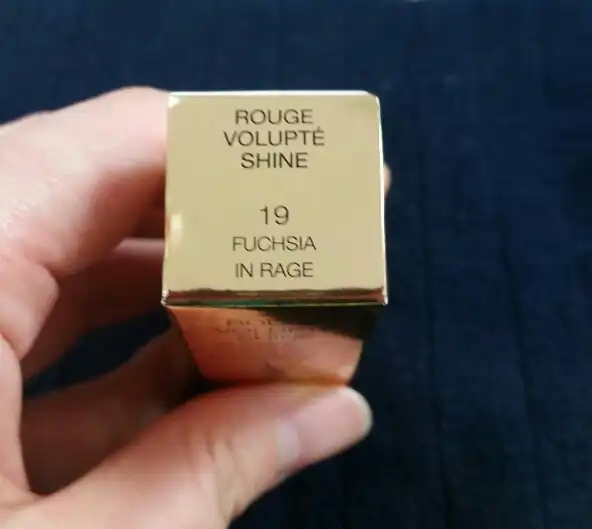 ROUGE
VOLUPTÉ
SHINE
19
FUCHSIA
IN RAGE